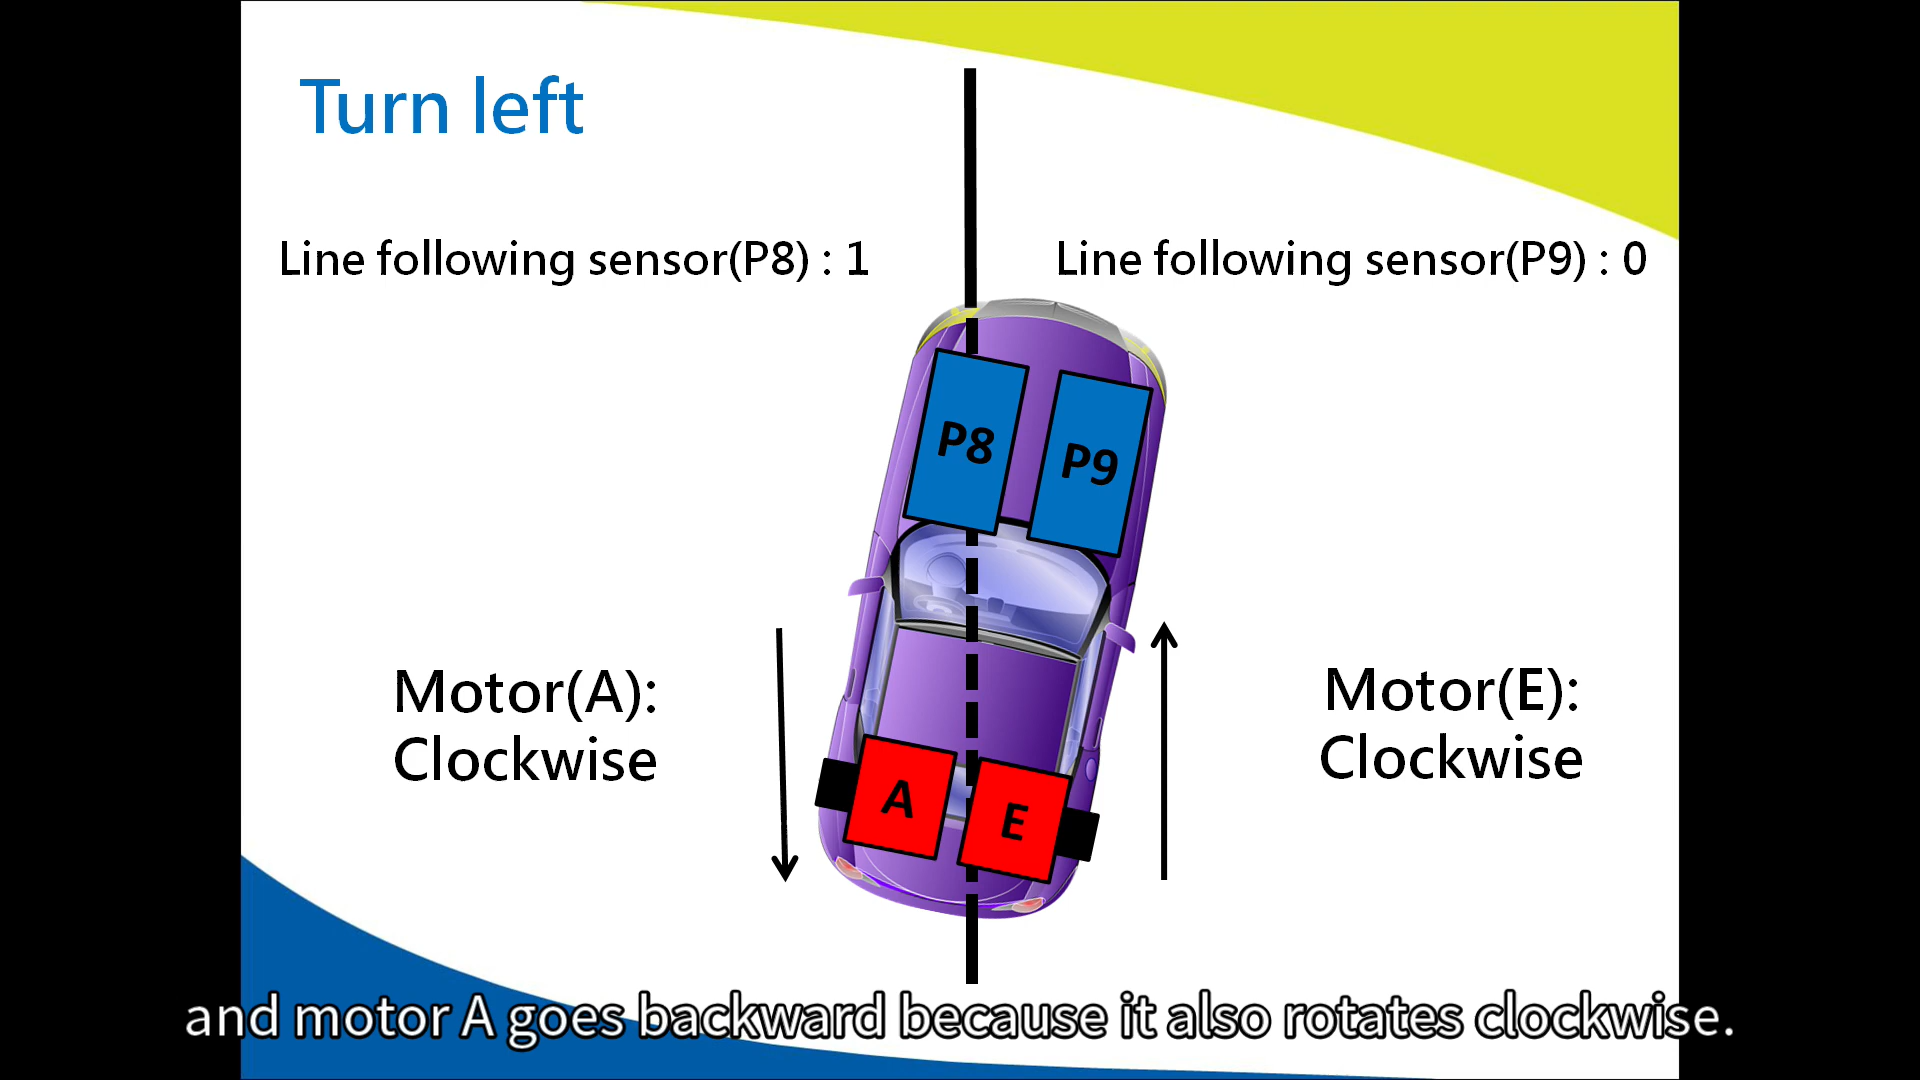 Turn left
Line following sensor(P8) : 1
Line following sensor(P9) : 0
P8
P9
Motor(A):
Clockwise
Motor(E):
Clockwise
A
E
and motor A goes backward because it also rotates clockwise.